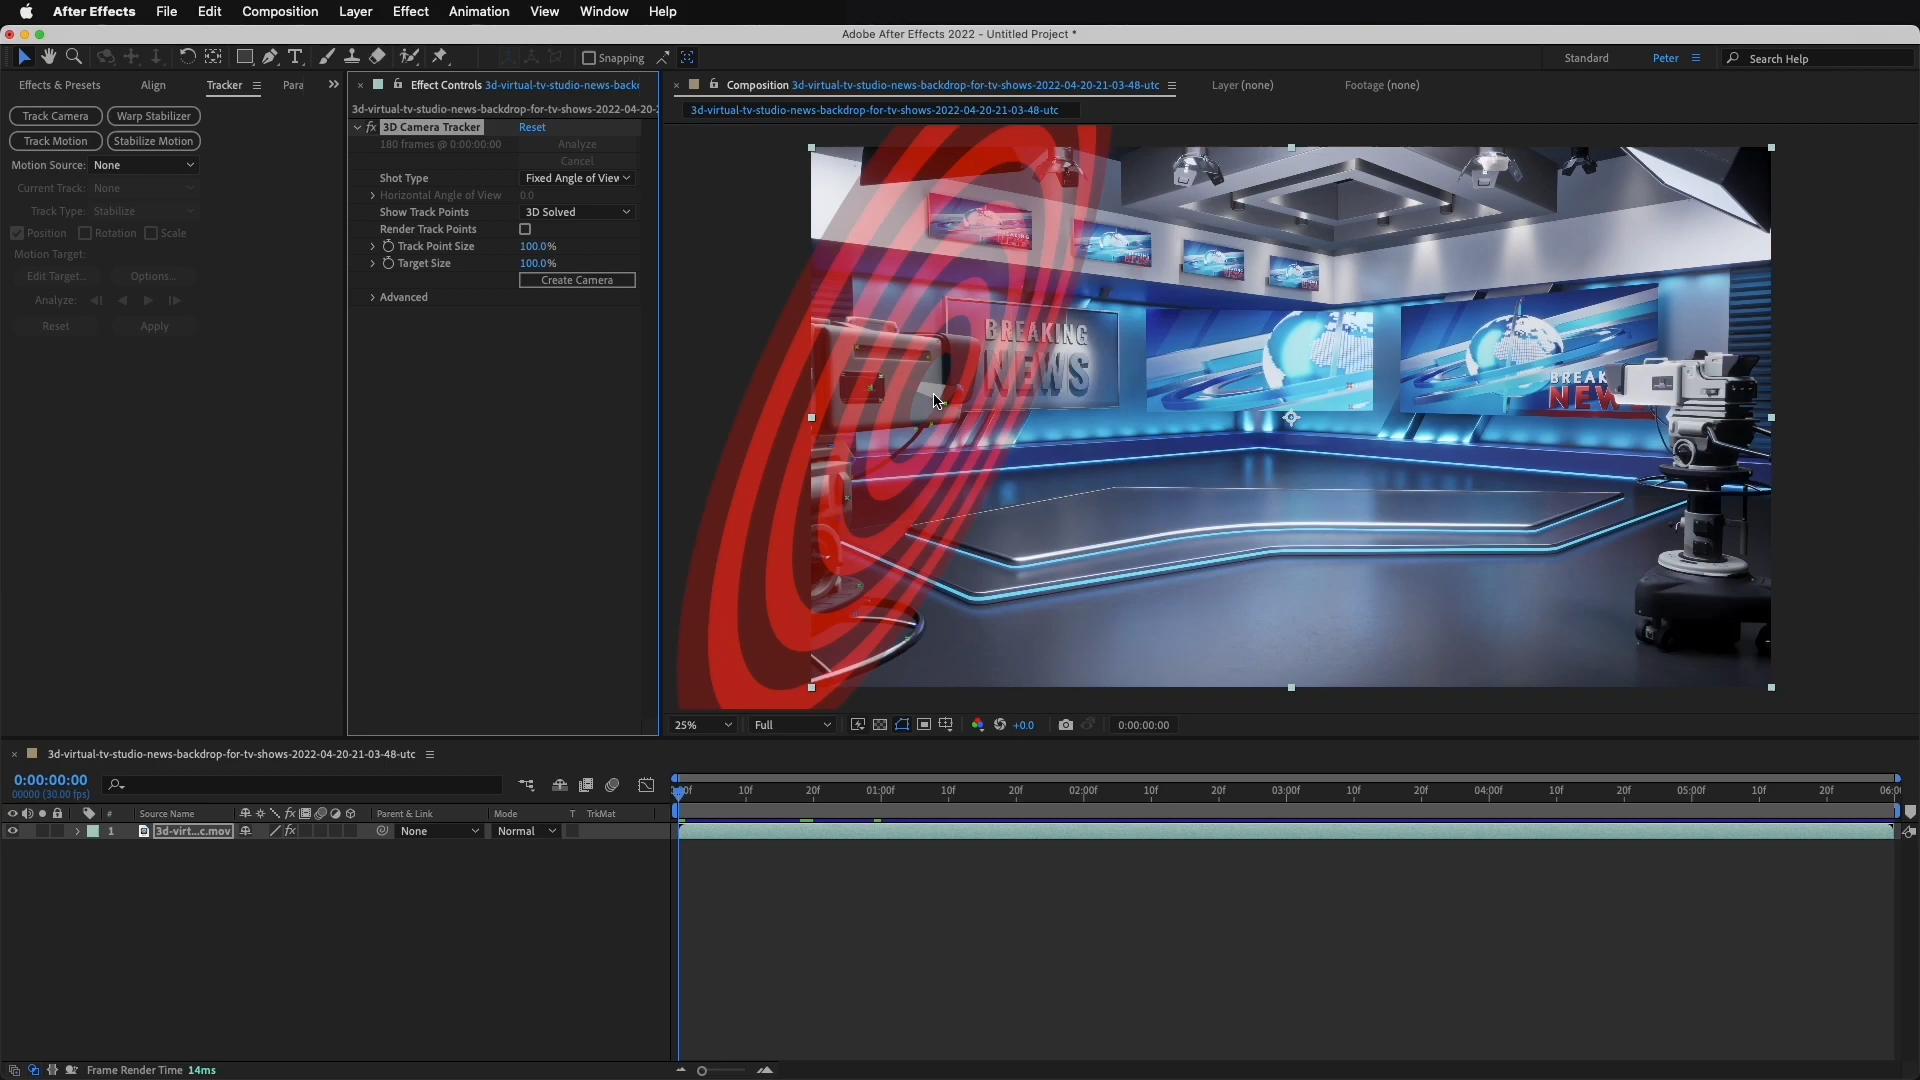 After Effects File Edit Composition Layer Effect Animation View Window Help
Adobe After Effects 2022 - Untitled Project *
Snapping
Standard Peter Search Help
Effects & Presets Align Tracker Para
Track Camera Warp Stabilizer
Track Motion Stabilize Motion
Motion Source: None
Current Track: None
Track Type: Stabilize
Position Rotation Scale
Motion Target:
Edit Target... Options...
Analyze:
Reset Apply
Effect Controls 3d-virtual-tv-studio-news-backd
3d-virtual-tv-studio-news-backdrop-for-tv-shows-2022-04-20-
fx 3D Camera Tracker Reset
180 frames @ 0:00:00:00 Analyze
Cancel
Shot Type Fixed Angle of View
Horizontal Angle of View 0.0
Show Track Points 3D Solved
Render Track Points
Track Point Size 100.0%
Target Size 100.0%
Create Camera
Advanced
Composition 3d-virtual-tv-studio-news-backdrop-for-tv-shows-2022-04-20-21-03-48-utc Layer (none) Footage (none)
3d-virtual-tv-studio-news-backdrop-for-tv-shows-2022-04-20-21-03-48-utc
BREAKING
NEWS
BREAK
NEW
25% Full +0.0 0:00:00:00
3d-virtual-tv-studio-news-backdrop-for-tv-shows-2022-04-20-21-03-48-utc
0:00:00:00
00000 (30.00 fps)
:00f 10f 20f 01:00f 10f 20f 02:00f 10f 20f 03:00f 10f 20f 04:00f 10f 20f 05:00f 10f 20f 06:0
# Source Name fx Parent & Link Mode T TrkMat
1 3d-virt...c.mov fx None Normal
Frame Render Time 14ms